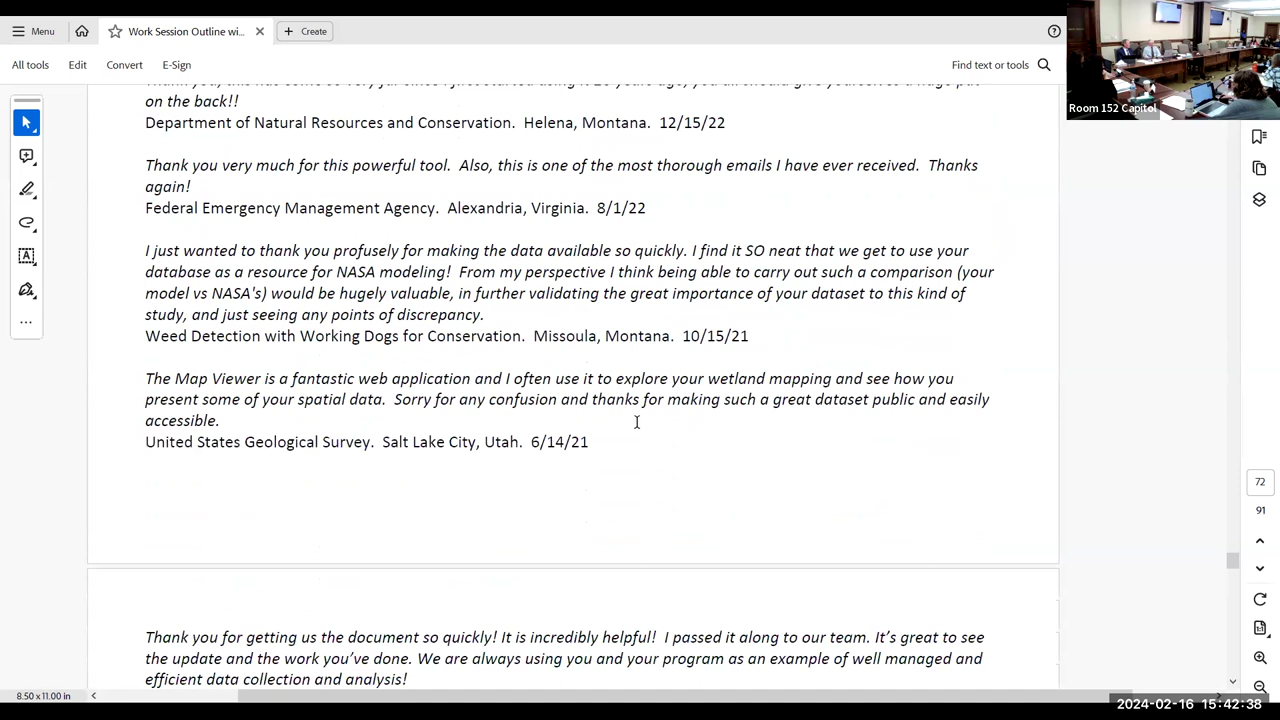 Menu
Work Session Outline wi...
Create
All tools
Edit
Convert
E-Sign
Find text or tools
Room 152 Capitol
on the back!!
Department of Natural Resources and Conservation.  Helena, Montana.  12/15/22
Thank you very much for this powerful tool.  Also, this is one of the most thorough emails I have ever received.  Thanks
again!
Federal Emergency Management Agency.  Alexandria, Virginia.  8/1/22
I just wanted to thank you profusely for making the data available so quickly. I find it SO neat that we get to use your
database as a resource for NASA modeling!  From my perspective I think being able to carry out such a comparison (your
model vs NASA's) would be hugely valuable, in further validating the great importance of your dataset to this kind of
study, and just seeing any points of discrepancy.
Weed Detection with Working Dogs for Conservation.  Missoula, Montana.  10/15/21
The Map Viewer is a fantastic web application and I often use it to explore your wetland mapping and see how you
present some of your spatial data.  Sorry for any confusion and thanks for making such a great dataset public and easily
accessible.
United States Geological Survey.  Salt Lake City, Utah.  6/14/21
72
91
Thank you for getting us the document so quickly! It is incredibly helpful!  I passed it along to our team. It's great to see
the update and the work you've done. We are always using you and your program as an example of well managed and
efficient data collection and analysis!
8.50 x 11.00 in
2024-02-16 15:42:38